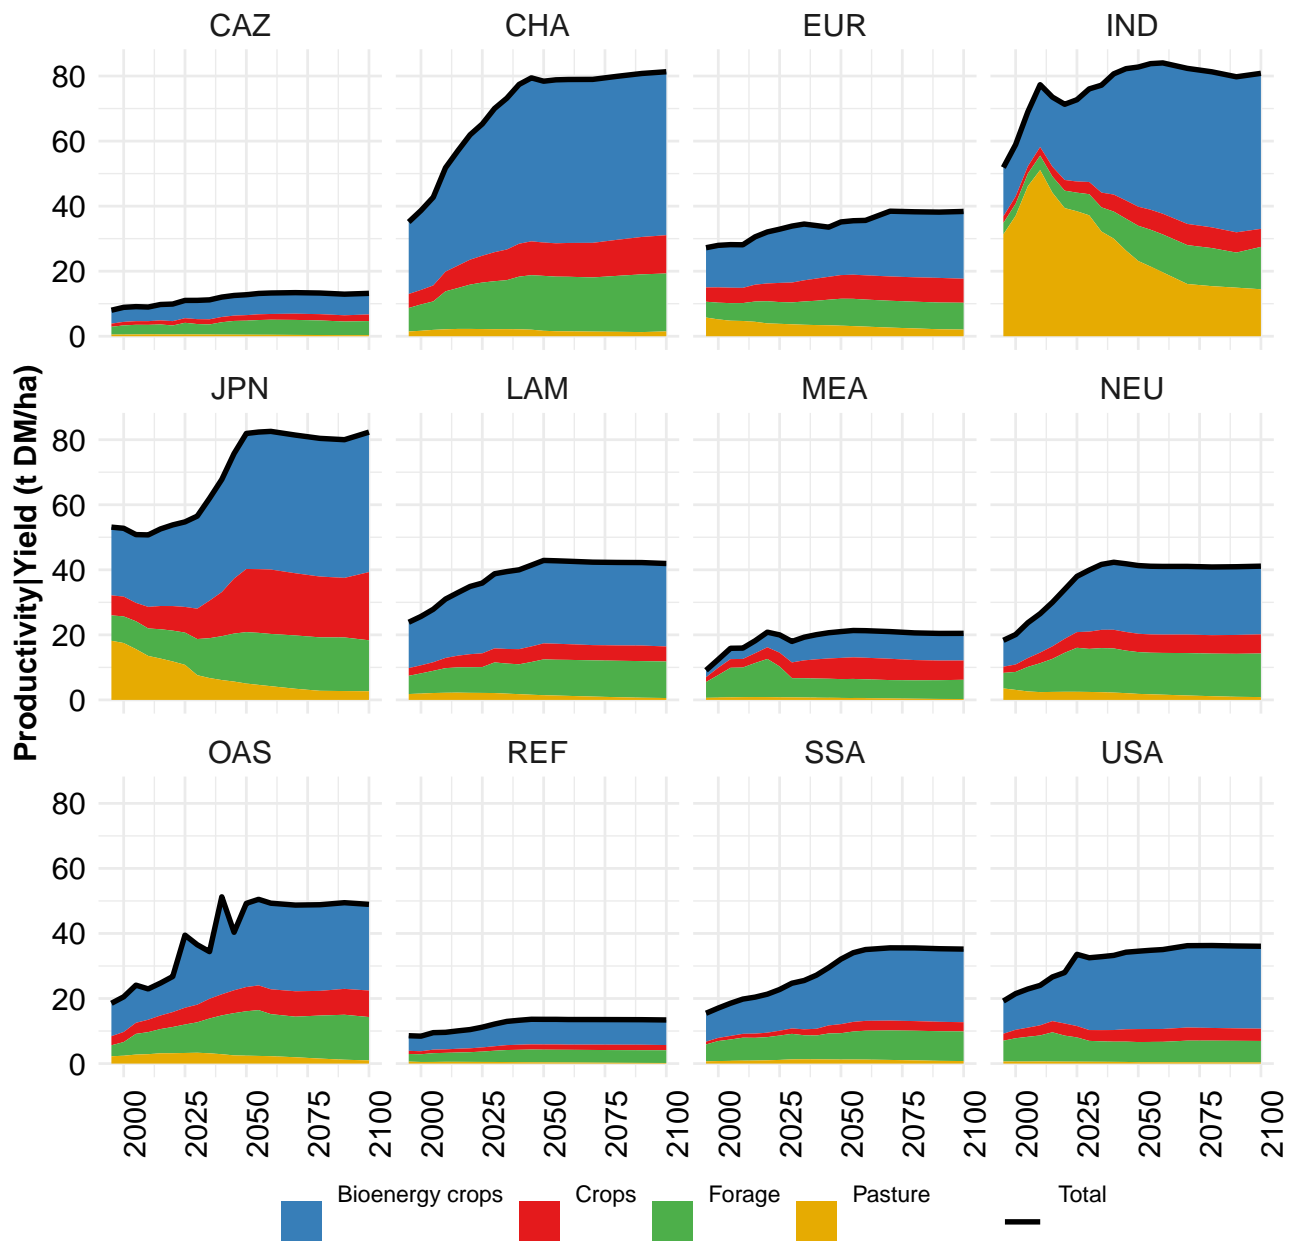 CAZ CHA EUR IND
80
60
40
20
0
JPN LAM MEA NEU
80
60
40
20
0
Productivity|Yield (t DM/ha)
OAS REF SSA USA
80
60
40
20
0
2000 2025 2050 2075 2100 2000 2025 2050 2075 2100 2000 2025 2050 2075 2100 2000 2025 2050 2075 2100
Bioenergy crops Crops Forage Pasture Total